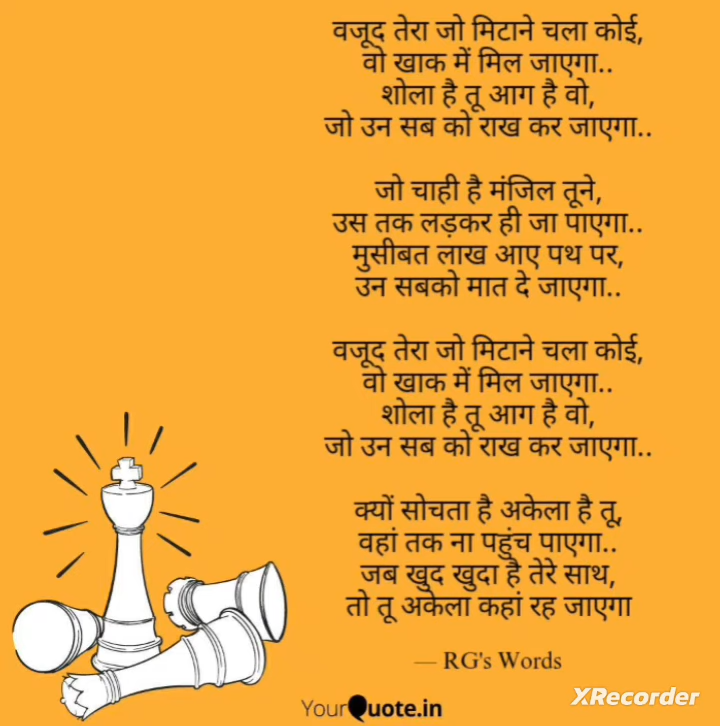 वजूद तेरा जो मिटाने चला कोई,
वो खाक में मिल जाएगा..
शोला है तू आग है वो,
जो उन सब को राख कर जाएगा..
जो चाही है मंजिल तूने,
उस तक लड़कर ही जा पाएगा..
मुसीबत लाख आए पथ पर,
उन सबको मात दे जाएगा..
वजूद तेरा जो मिटाने चला कोई,
वो खाक में मिल जाएगा..
शोला है तू आग है वो,
जो उन सब को राख कर जाएगा..
क्यों सोचता है अकेला है तू,
वहां तक ना पहुंच पाएगा..
जब खुद खुदा है तेरे साथ,
तो तू अकेला कहां रह जाएगा
— RG's Words
YourQuote.in
XRecorder